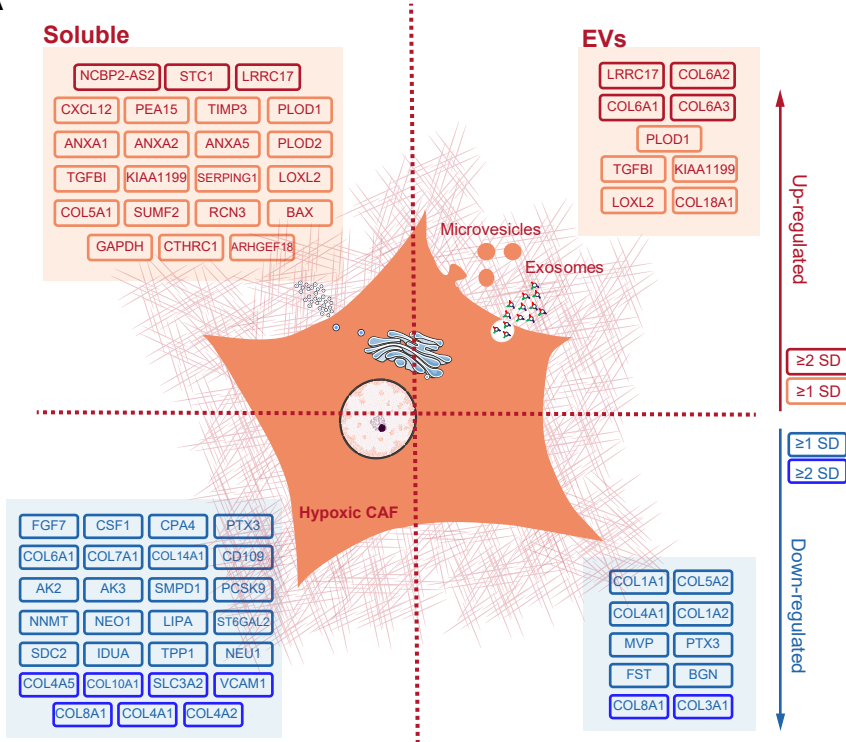 Soluble
NCBP2-AS2 STC1 LRRC17
CXCL12 PEA15 TIMP3 PLOD1
ANXA1 ANXA2 ANXA5 PLOD2
TGFBI KIAA1199 SERPING1 LOXL2
COL5A1 SUMF2 RCN3 BAX
GAPDH CTHRC1 ARHGEF18
EVs
LRRC17 COL6A2
COL6A1 COL6A3
PLOD1
TGFBI KIAA1199
LOXL2 COL18A1
Up-regulated
Microvesicles
Exosomes
≥2 SD
≥1 SD
≥1 SD
≥2 SD
Hypoxic CAF
FGF7 CSF1 CPA4 PTX3
COL6A1 COL7A1 COL14A1 CD109
AK2 AK3 SMPD1 PCSK9
NNMT NEO1 LIPA ST6GAL2
SDC2 IDUA TPP1 NEU1
COL4A5 COL10A1 SLC3A2 VCAM1
COL8A1 COL4A1 COL4A2
COL1A1 COL5A2
COL4A1 COL1A2
MVP PTX3
FST BGN
COL8A1 COL3A1
Down-regulated